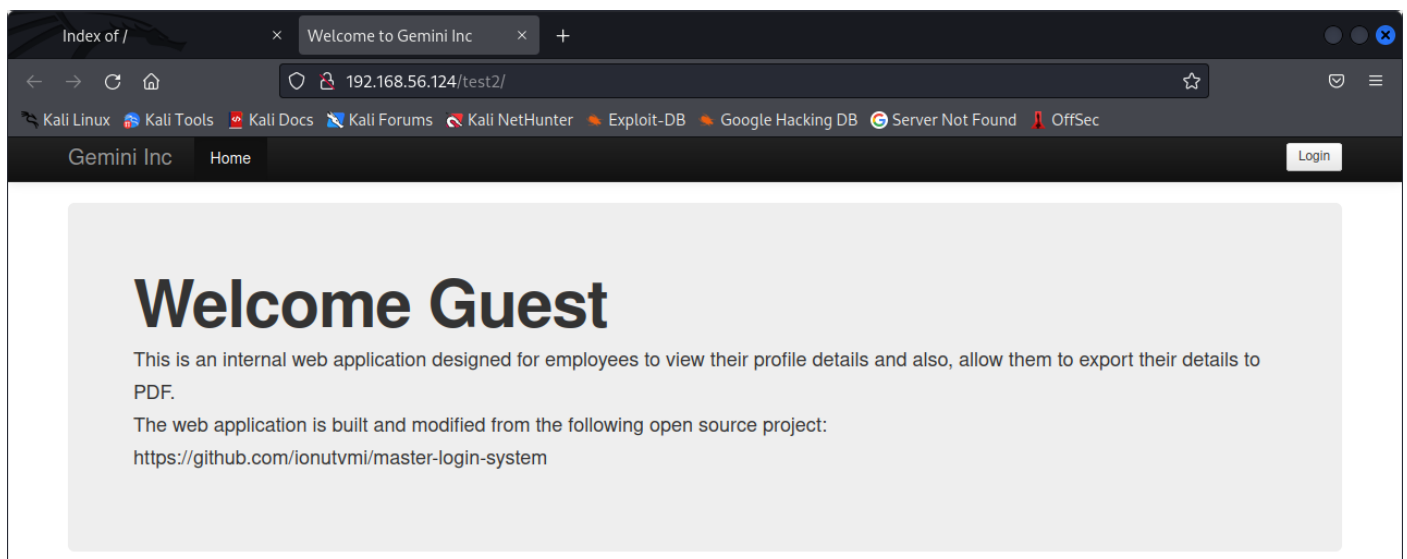 Index of /
Welcome to Gemini Inc
192.168.56.124/test2/
Kali Linux Kali Tools Kali Docs Kali Forums Kali NetHunter Exploit-DB Google Hacking DB Server Not Found OffSec
Gemini Inc Home Login
Welcome Guest
This is an internal web application designed for employees to view their profile details and also, allow them to export their details to
PDF.
The web application is built and modified from the following open source project:
https://github.com/ionutvmi/master-login-system